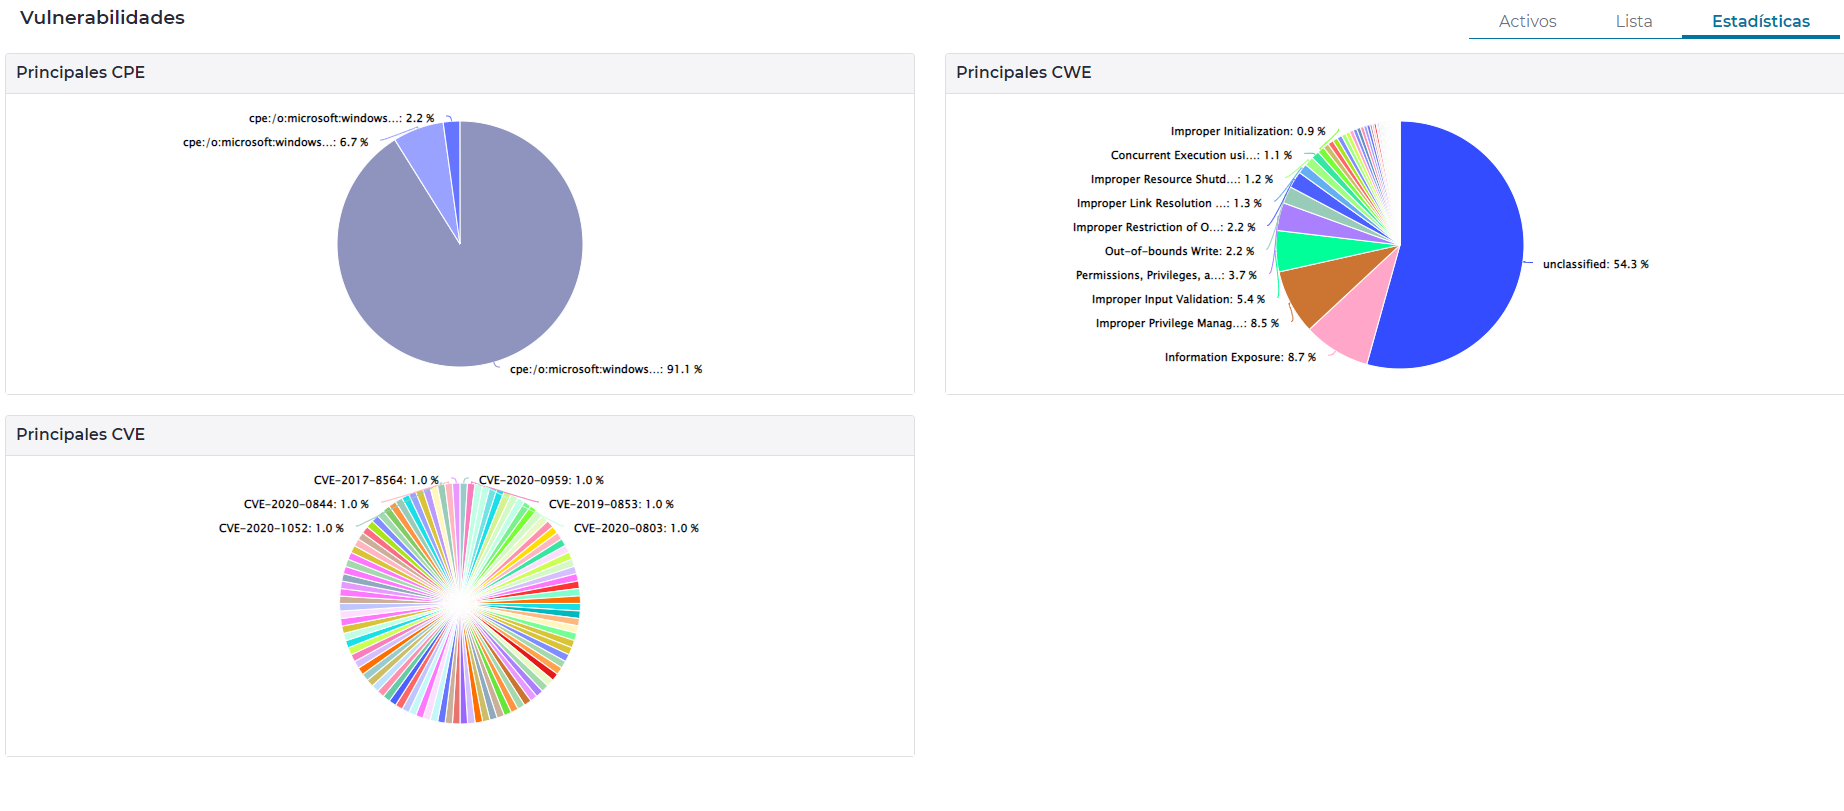 Vulnerabilidades
Activos
Lista
Estadísticas
Principales CPE
cpe:/o:microsoft:windows...: 2.2 %
cpe:/o:microsoft:windows...: 6.7 %
cpe:/o:microsoft:windows...: 91.1 %
Principales CWE
Improper Initialization: 0.9 %
Concurrent Execution usi...: 1.1 %
Improper Resource Shutd...: 1.2 %
Improper Link Resolution ...: 1.3 %
Improper Restriction of O...: 2.2 %
Out-of-bounds Write: 2.2 %
Permissions, Privileges, a...: 3.7 %
Improper Input Validation: 5.4 %
Improper Privilege Manag...: 8.5 %
Information Exposure: 8.7 %
unclassified: 54.3 %
Principales CVE
CVE-2017-8564: 1.0 %
CVE-2020-0959: 1.0 %
CVE-2020-0844: 1.0 %
CVE-2019-0853: 1.0 %
CVE-2020-1052: 1.0 %
CVE-2020-0803: 1.0 %